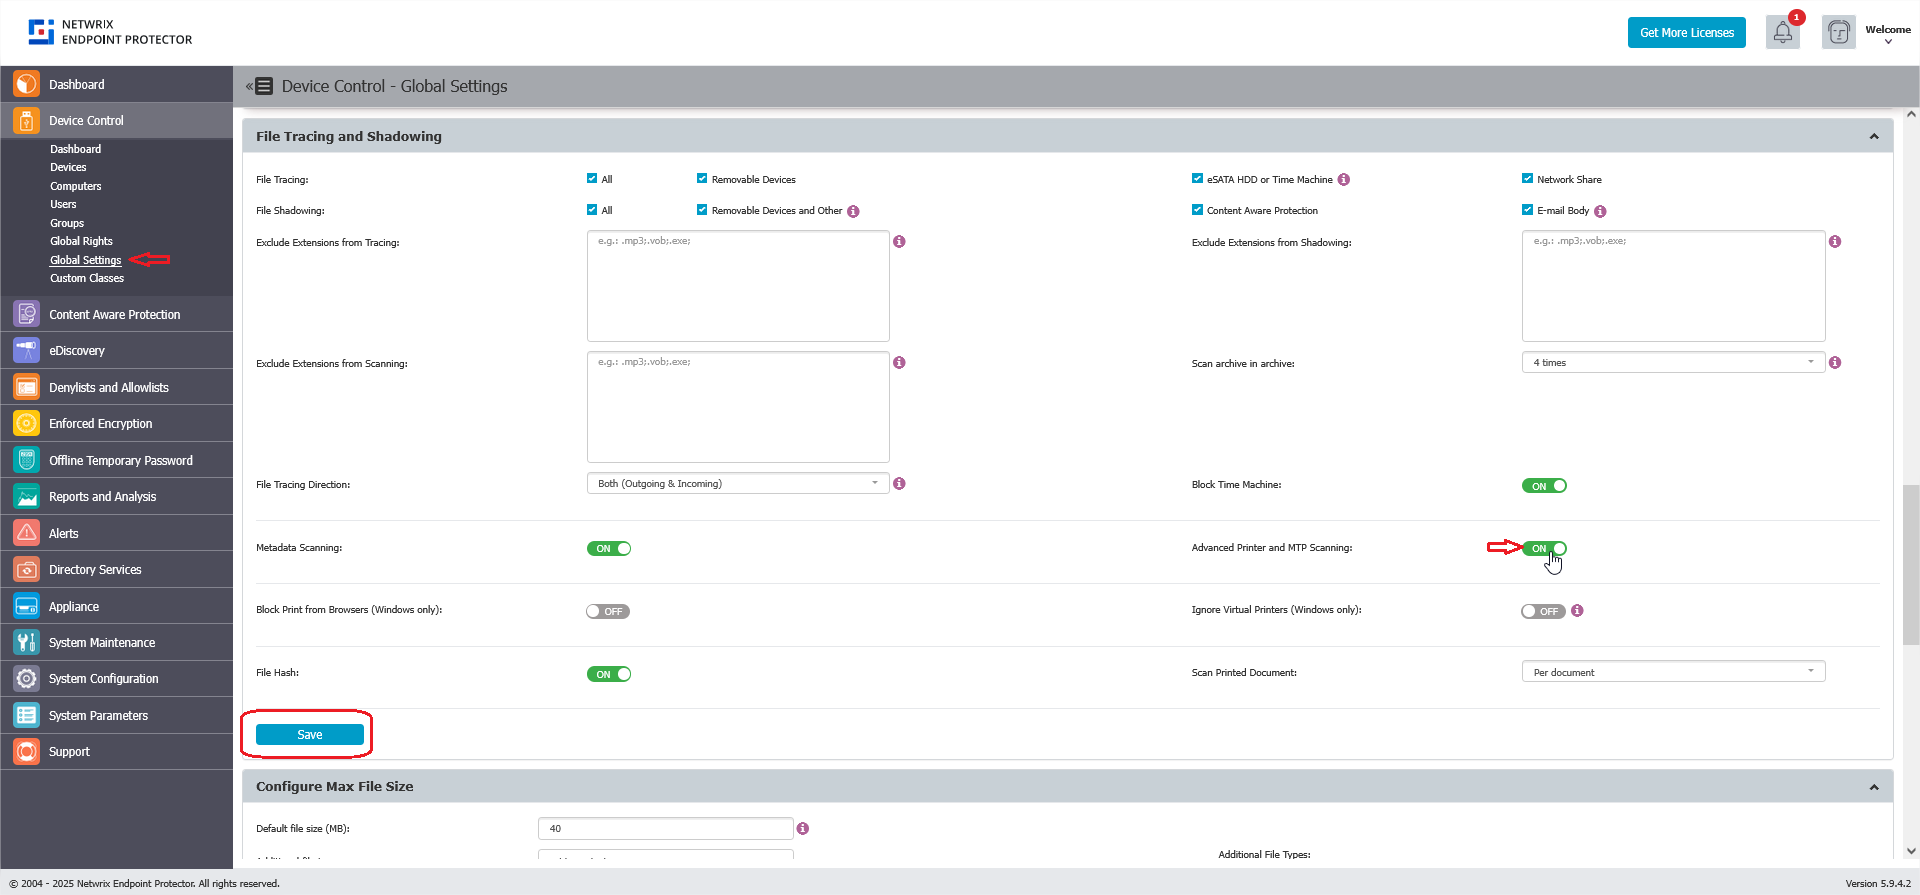 NETWRIX
ENDPOINT PROTECTOR
Get More Licenses
1
Welcome
Dashboard
Device Control
Dashboard
Devices
Computers
Users
Groups
Global Rights
Global Settings
Custom Classes
Content Aware Protection
eDiscovery
Denylists and Allowlists
Enforced Encryption
Offline Temporary Password
Reports and Analysis
Alerts
Directory Services
Appliance
System Maintenance
System Configuration
System Parameters
Support
Device Control - Global Settings
File Tracing and Shadowing
File Tracing: All Removable Devices eSATA HDD or Time Machine Network Share
File Shadowing: All Removable Devices and Other Content Aware Protection E-mail Body
Exclude Extensions from Tracing: e.g.: .mp3;.vob;.exe; Exclude Extensions from Shadowing: e.g.: .mp3;.vob;.exe;
Exclude Extensions from Scanning: e.g.: .mp3;.vob;.exe; Scan archive in archive: 4 times
File Tracing Direction: Both (Outgoing & Incoming) Block Time Machine: ON
Metadata Scanning: ON Advanced Printer and MTP Scanning: ON
Block Print from Browsers (Windows only): OFF Ignore Virtual Printers (Windows only): OFF
File Hash: ON Scan Printed Document: Per document
Save
Configure Max File Size
Default file size (MB): 40
Additional File Types:
© 2004 - 2025 Netwrix Endpoint Protector. All rights reserved.
Version 5.9.4.2